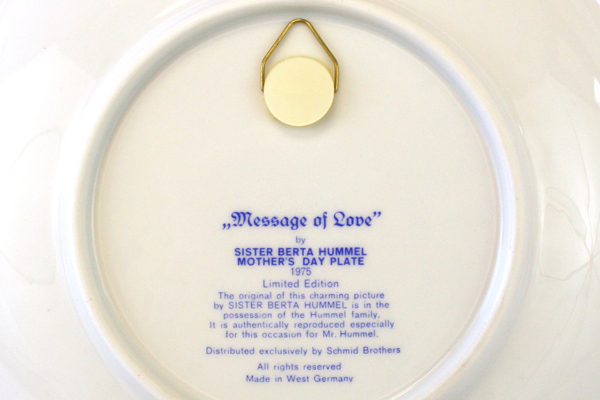 „Message of Love”
by
SISTER BERTA HUMMEL
MOTHER'S DAY PLATE
1975
Limited Edition
The original of this charming picture
by SISTER BERTA HUMMEL is in the
possession of the Hummel family.
It is authentically reproduced especially
for this occasion for Mr. Hummel.
Distributed exclusively by Schmid Brothers
All rights reserved
Made in West Germany